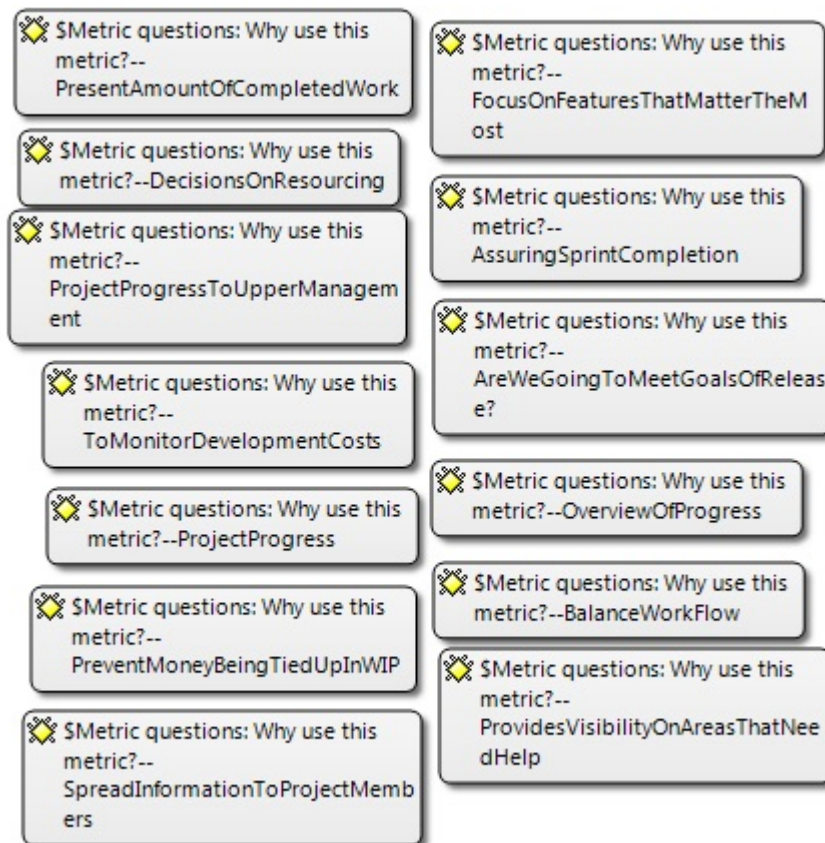 $Metric questions: Why use this
metric?--
PresentAmountOfCompletedWork
$Metric questions: Why use this
metric?--DecisionsOnResourcing
$Metric questions: Why use this
metric?--
ProjectProgressToUpperManagem
ent
$Metric questions: Why use this
metric?--
ToMonitorDevelopmentCosts
$Metric questions: Why use this
metric?--ProjectProgress
$Metric questions: Why use this
metric?--
PreventMoneyBeingTiedUpInWIP
$Metric questions: Why use this
metric?--
SpreadInformationToProjectMemb
ers
$Metric questions: Why use this
metric?--
FocusOnFeaturesThatMatterTheM
ost
$Metric questions: Why use this
metric?--
AssuringSprintCompletion
$Metric questions: Why use this
metric?--
AreWeGoingToMeetGoalsOfReleas
e?
$Metric questions: Why use this
metric?--OverviewOfProgress
$Metric questions: Why use this
metric?--BalanceWorkFlow
$Metric questions: Why use this
metric?--
ProvidesVisibilityOnAreasThatNee
dHelp